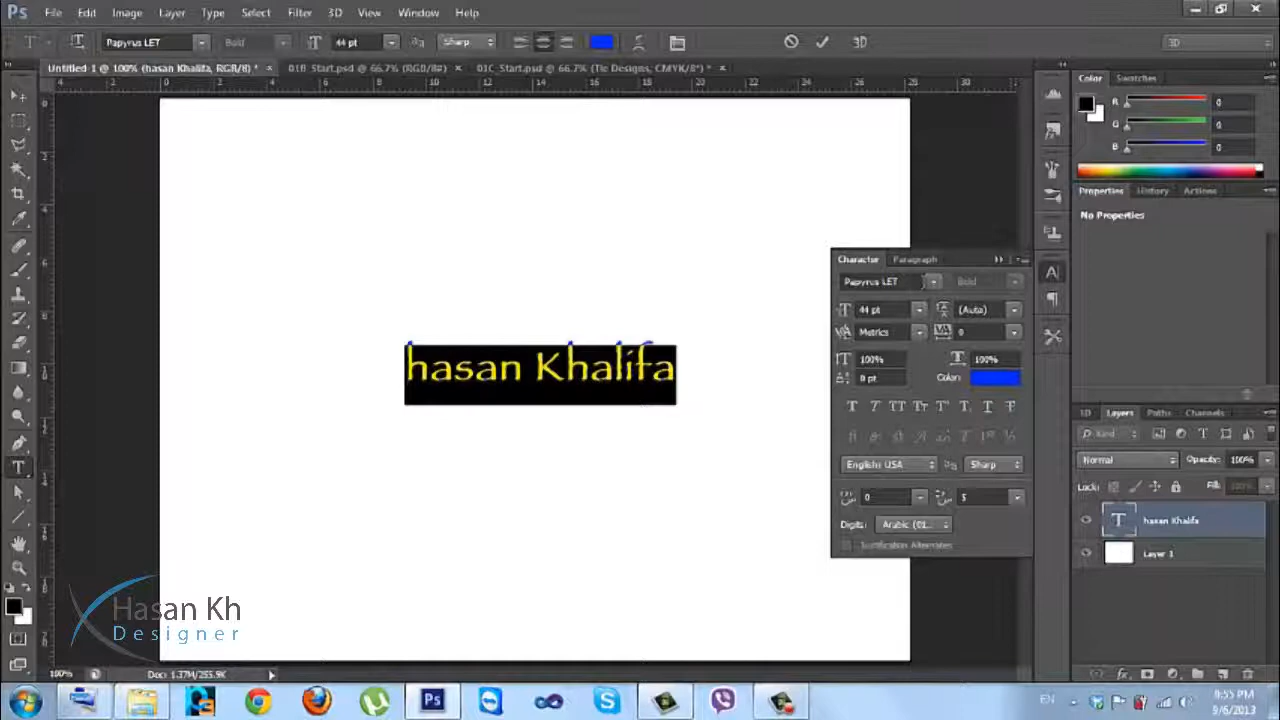 Ps File Edit Image Layer Type Select Filter 3D View Window Help
Papyrus LET Bold 44 pt Sharp 3D 3D
Untitled-1 @ 100% (hasan Khalifa, RGB/8) * × 01B_Start.psd @ 66.7% (RGB/8#) × 01C_Start.psd @ 66.7% (Tie Designs, CMYK/8*) * ×
Color Swatches
R 0
G 0
B 0
Properties History Actions
No Properties
Character Paragraph
Papyrus LET Bold
44 pt (Auto)
Metrics 0
100% 100%
0 pt Color:
English: USA Sharp
0 5
Digits: Arabic (01...
Justification Alternates
hasan Khalifa
3D Layers Paths Channels
Kind
Normal Opacity: 100%
Lock: Fill: 100%
hasan Khalifa
Layer 1
Hasan Kh
Designer
100% Doc: 1.37M/255.9K
EN 8:55 PM
9/6/2013